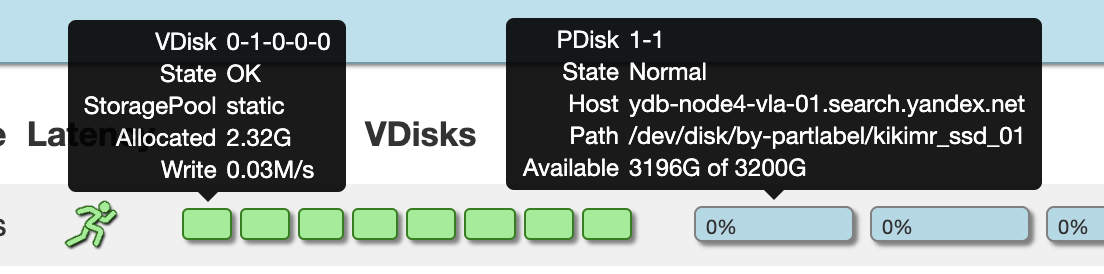 VDisk 0-1-0-0-0
State OK
StoragePool static
Allocated 2.32G
Write 0.03M/s
PDisk 1-1
State Normal
Host ydb-node4-vla-01.search.yandex.net
Path /dev/disk/by-partlabel/kikimr_ssd_01
Available 3196G of 3200G
e Latency VDisks
s 0% 0% 0%